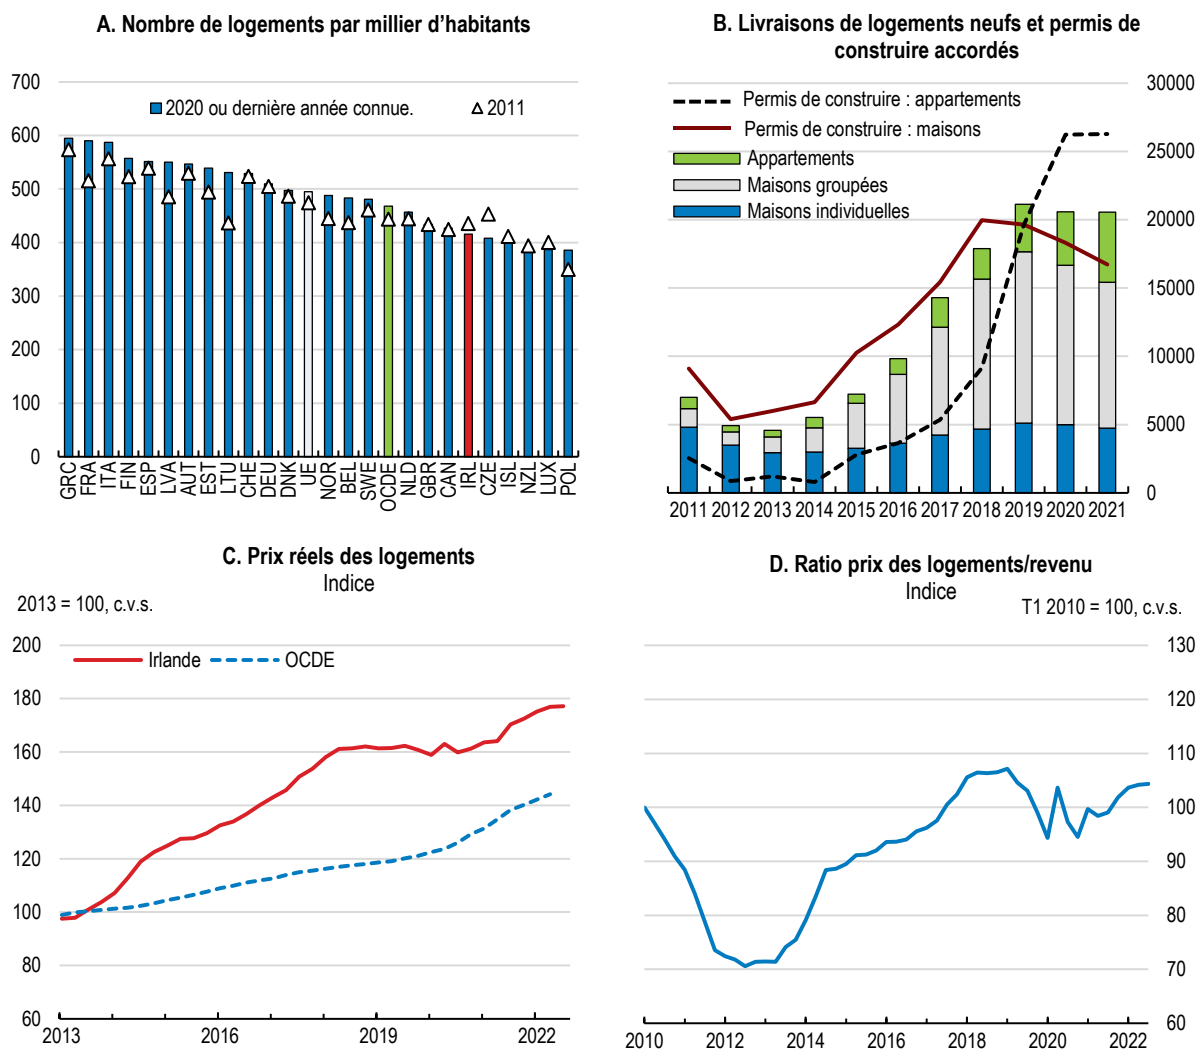 A. Nombre de logements par millier d’habitants
700
600
500
400
300
200
100
0
2020 ou dernière année connue.
2011
GRC
FRA
ITA
FIN
ESP
LVA
AUT
EST
LTU
CHE
DEU
DNK
UE
NOR
BEL
SWE
OCDE
NLD
GBR
CAN
IRL
CZE
ISL
NZL
LUX
POL
B. Livraisons de logements neufs et permis de
construire accordés
Permis de construire : appartements
Permis de construire : maisons
Appartements
Maisons groupées
Maisons individuelles
30000
25000
20000
15000
10000
5000
0
2011 2012 2013 2014 2015 2016 2017 2018 2019 2020 2021
C. Prix réels des logements
Indice
2013 = 100, c.v.s.
200
180
160
140
120
100
80
60
Irlande
OCDE
2013 2016 2019 2022
D. Ratio prix des logements/revenu
Indice
T1 2010 = 100, c.v.s.
130
120
110
100
90
80
70
60
2010 2012 2014 2016 2018 2020 2022